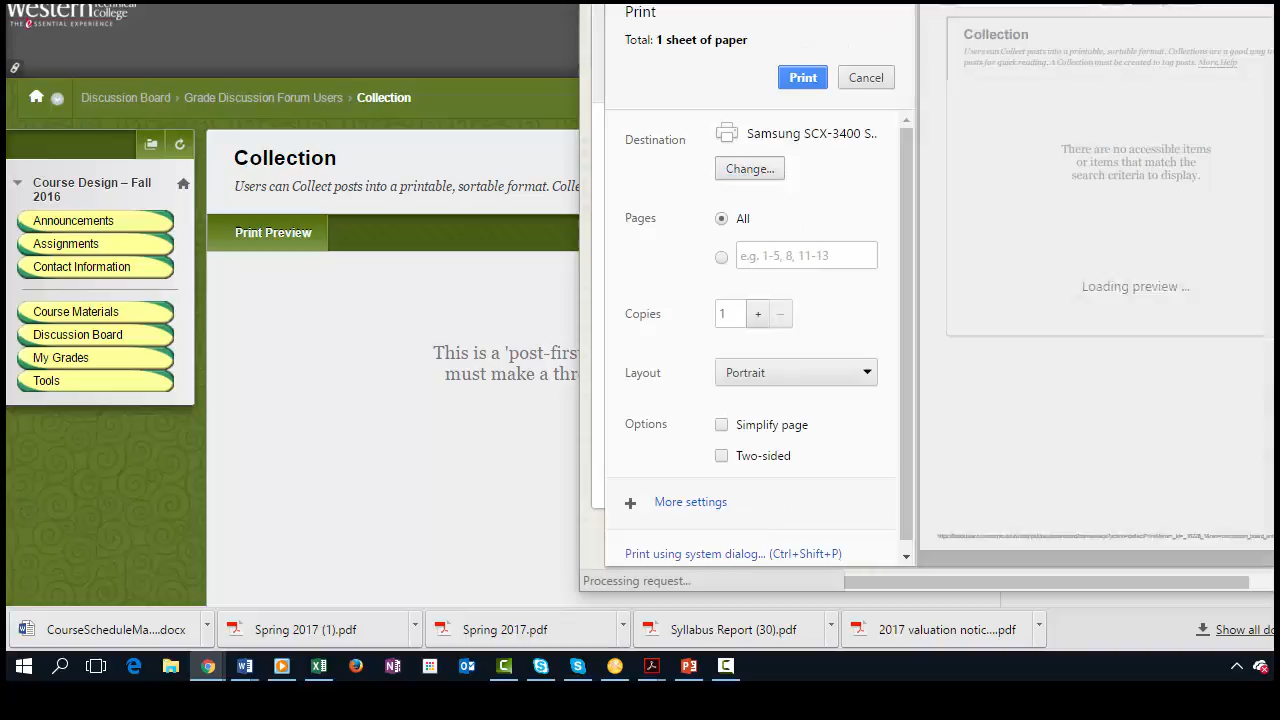 Western Technical
College
THE eSSENTIAL EXPERIENCE
Discussion Board > Grade Discussion Forum Users > Collection
Course Design – Fall
2016
Announcements
Assignments
Contact Information
Course Materials
Discussion Board
My Grades
Tools
Collection
Users can Collect posts into a printable, sortable format. Colle
Print Preview
This is a 'post-firs
must make a thr
Print
Total: 1 sheet of paper
Print
Cancel
Destination
Samsung SCX-3400 S..
Change...
Pages
All
e.g. 1-5, 8, 11-13
Copies
1
+
−
Layout
Portrait
Options
Simplify page
Two-sided
+ More settings
Print using system dialog... (Ctrl+Shift+P)
Processing request...
Collection
Users can Collect posts into a printable, sortable format. Collections are a good way to
posts for quick reading. A Collection must be created to tag posts. More Help
There are no accessible items
or items that match the
search criteria to display.
Loading preview ...
CourseScheduleMa....docx
Spring 2017 (1).pdf
Spring 2017.pdf
Syllabus Report (30).pdf
2017 valuation notic....pdf
Show all do